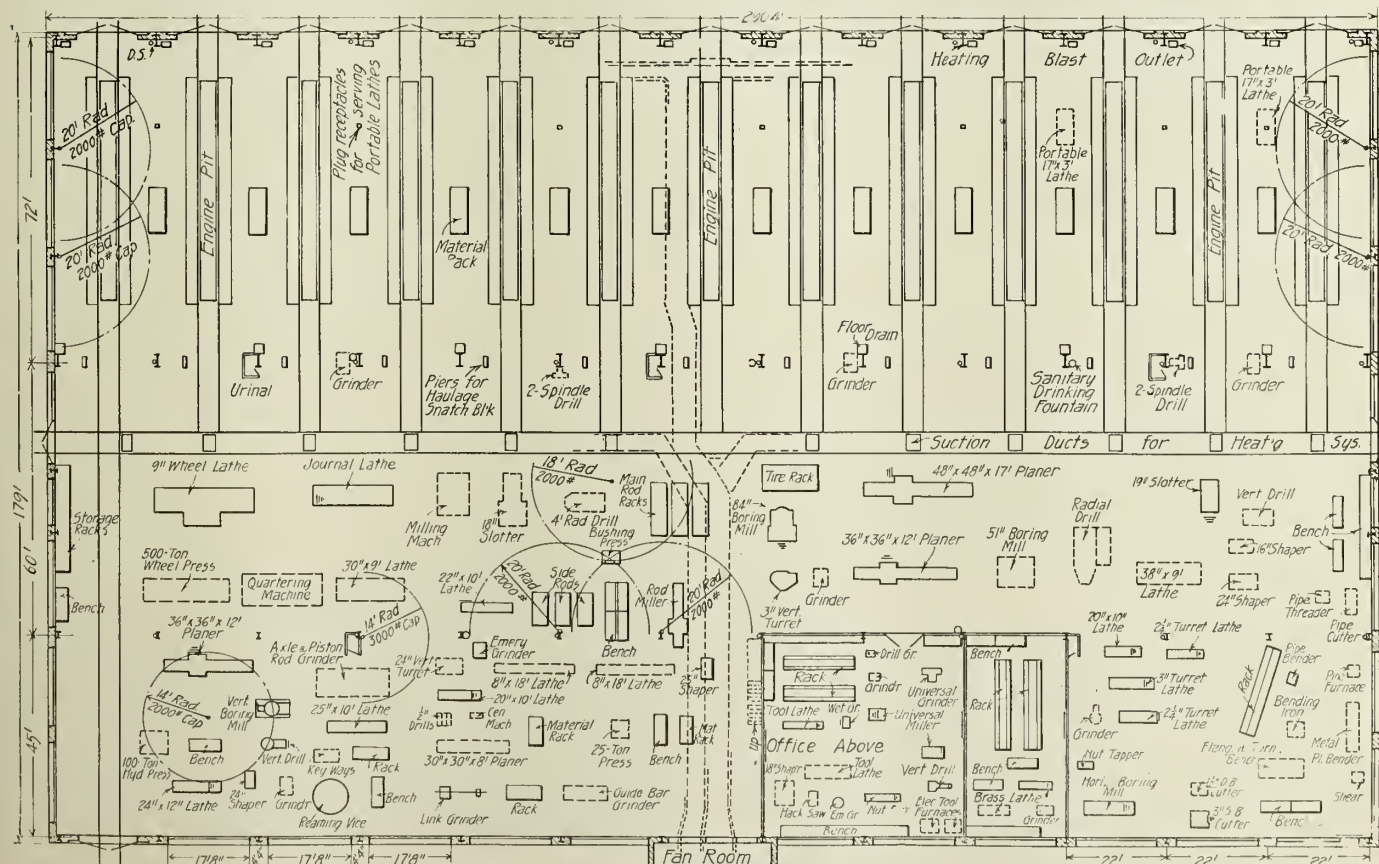 290'4"
D.S.
Heating Blast Outlet
Portable
17"x3'
Lathe
20' Rad
2000# Cap.
Plug receptacles
for serving
Portable Lathes
Portable
17"x3'
Lathe
20' Rad
2000#
72'
Engine Pit
Engine Pit
Engine Pit
20' Rad
2000# Cap
Material
Rack
20' Rad 2000#
Floor Drain
Urinal
Grinder
Piers for
Haulage
Snatch Bl'k
2-Spindle
Drill
Grinder
Sanitary
Drinking
Fountain
2-Spindle
Drill
Grinder
Suction Ducts for Heat'g Sys.
179'
60'
45'
9" Wheel Lathe
Journal Lathe
18' Rad
2000#
Main
Rod
Racks
Tire Rack
48"x48"x17' Planer
19" Slotter
Vert Drill
Storage
Racks
Milling
Mach
18"
Slotter
4' Rad Drill
Bushing
Press
84"
Boring
Mill
Radial
Drill
Bench
500-Ton
Wheel Press
Quartering
Machine
30"x9' Lathe
22"x10'
Lathe
20' Rad
2000#
Side
Rods
Rod
Miller
20' Rad
2000#
36"x36"x12' Planer
51" Boring
Mill
16" Shaper
38"x9'
Lathe
24" Shaper
Pipe
Threader
Pipe
Cutter
Bench
3" Vert.
Turret
Grinder
36"x36"x12'
Planer
14' Rad
3000# Cap
Axle & Piston
Rod Grinder
Emery
Grinder
24" Vert
Turret
Bench
8"x18' Lathe
8"x18' Lathe
Shaper
20"x10'
Lathe
2¼" Turret Lathe
Pipe
Bender
14' Rad
2000# Cap
Vert
Boring
Mill
25"x10' Lathe
20"x10' Lathe
Drills
Cen
Mach
Material
Rack
25-Ton
Press
Bench
Mat
Rack
UP
Rack
Tool Lathe
Wet Gr.
Drill Gr.
Grindr
Universal
Grinder
Universal
Miller
Bench
Rack
3" Turret
Lathe
2¼" Turret
Lathe
Grinder
Rack
Furnace
Bending
Iron
100-Ton
Hyd Press
Bench
Vert Drill
Key Ways
Rack
30"x30"x8' Planer
Office Above
Tool
Lathe
Vert Drill
Bench
Nut Tapper
Bench
Metal
Pl. Bender
24"x12" Lathe
24"
Shaper
Grindr
Reaming Vice
Bench
Link Grinder
Rack
Guide Bar
Grinder
18" Shapr
Hack Saw
Em Gr
Nut
Elec Tool
Furnaces
Bench
Brass Lathe
Grinder
Boring
Mill
Cutter
3" S B
Cutter
Shear
17'8"
17'8"
17'8"
Fan Room
22'
22'
22'